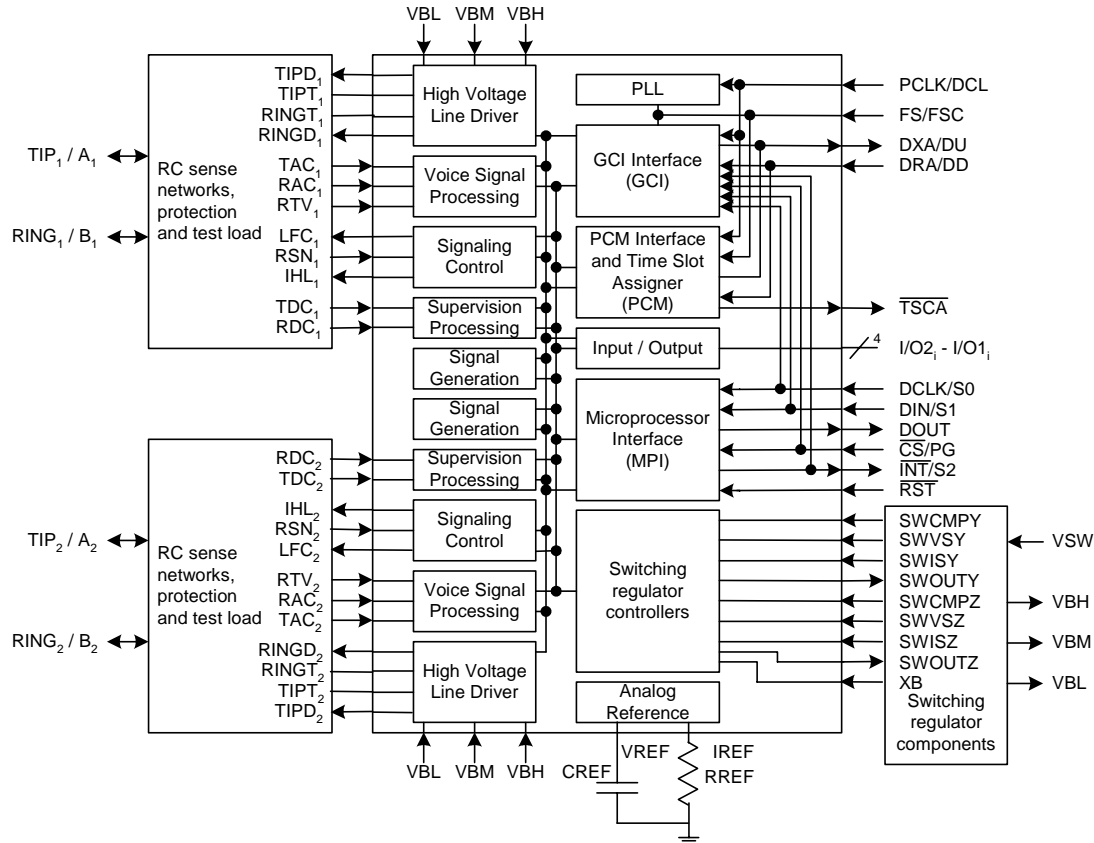 VBL VBM VBH
TIP₁ / A₁
RING₁ / B₁
RC sense
networks,
protection
and test load
TIPD₁
TIPT₁
RINGT₁
RINGD₁
TAC₁
RAC₁
RTV₁
LFC₁
RSN₁
IHL₁
TDC₁
RDC₁
High Voltage
Line Driver
Voice Signal
Processing
Signaling
Control
Supervision
Processing
Signal
Generation
Signal
Generation
Supervision
Processing
Signaling
Control
Voice Signal
Processing
High Voltage
Line Driver
TIP₂ / A₂
RING₂ / B₂
RC sense
networks,
protection
and test load
RDC₂
TDC₂
IHL₂
RSN₂
LFC₂
RTV₂
RAC₂
TAC₂
RINGD₂
RINGT₂
TIPT₂
TIPD₂
VBL VBM VBH
PLL
GCI Interface
(GCI)
PCM Interface
and Time Slot
Assigner
(PCM)
Input / Output
Microprocessor
Interface
(MPI)
Switching
regulator
controllers
Analog
Reference
VREF
CREF
IREF
RREF
PCLK/DCL
FS/FSC
DXA/DU
DRA/DD
T̅S̅C̅A̅
4
I/O2ᵢ - I/O1ᵢ
DCLK/S0
DIN/S1
DOUT
C̅S̅/PG
I̅N̅T̅/S2
R̅S̅T̅
SWCMPY
SWVSY
SWISY
SWOUTY
SWCMPZ
SWVSZ
SWISZ
SWOUTZ
XB
Switching
regulator
components
VSW
VBH
VBM
VBL